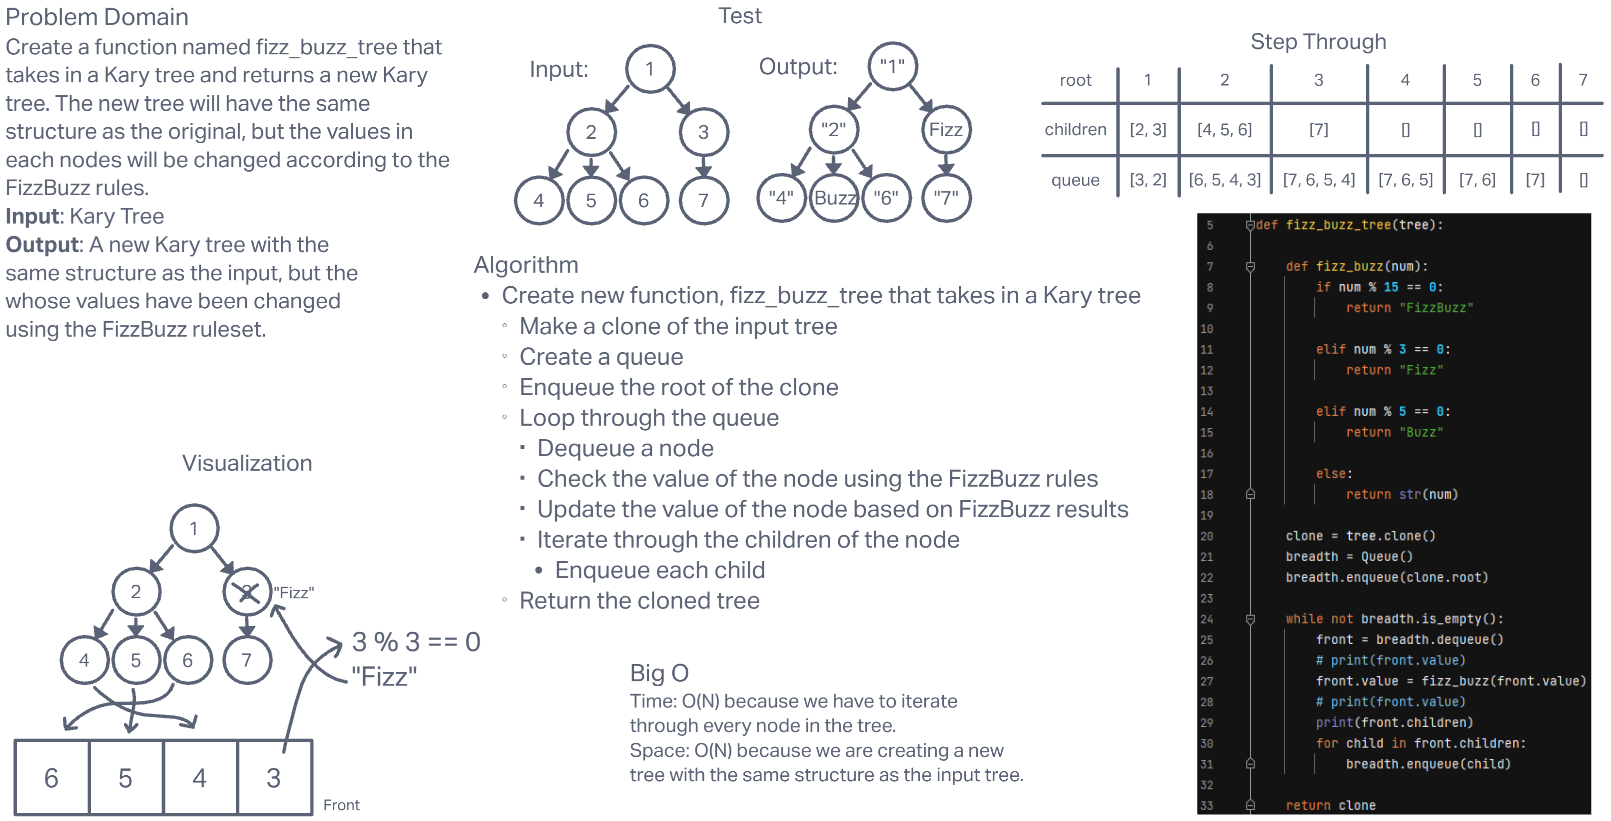 Problem Domain
Create a function named fizz_buzz_tree that
takes in a Kary tree and returns a new Kary
tree. The new tree will have the same
structure as the original, but the values in
each nodes will be changed according to the
FizzBuzz rules.
Input: Kary Tree
Output: A new Kary tree with the
same structure as the input, but the
whose values have been changed
using the FizzBuzz ruleset.
Test
Input:
1
2 3
4 5 6 7
Output:
"1"
"2" Fizz
"4" Buzz "6" "7"
Step Through
root 1 2 3 4 5 6 7
children [2, 3] [4, 5, 6] [7] [] [] [] []
queue [3, 2] [6, 5, 4, 3] [7, 6, 5, 4] [7, 6, 5] [7, 6] [7] []
Algorithm
• Create new function, fizz_buzz_tree that takes in a Kary tree
◦ Make a clone of the input tree
◦ Create a queue
◦ Enqueue the root of the clone
◦ Loop through the queue
▪ Dequeue a node
▪ Check the value of the node using the FizzBuzz rules
▪ Update the value of the node based on FizzBuzz results
▪ Iterate through the children of the node
• Enqueue each child
◦ Return the cloned tree
Visualization
1
2 3 "Fizz"
4 5 6 7
3 % 3 == 0
"Fizz"
6 5 4 3
Front
Big O
Time: O(N) because we have to iterate
through every node in the tree.
Space: O(N) because we are creating a new
tree with the same structure as the input tree.
5 def fizz_buzz_tree(tree):
6
7 def fizz_buzz(num):
8 if num % 15 == 0:
9 return "FizzBuzz"
10
11 elif num % 3 == 0:
12 return "Fizz"
13
14 elif num % 5 == 0:
15 return "Buzz"
16
17 else:
18 return str(num)
19
20 clone = tree.clone()
21 breadth = Queue()
22 breadth.enqueue(clone.root)
23
24 while not breadth.is_empty():
25 front = breadth.dequeue()
26 # print(front.value)
27 front.value = fizz_buzz(front.value)
28 # print(front.value)
29 print(front.children)
30 for child in front.children:
31 breadth.enqueue(child)
32
33 return clone